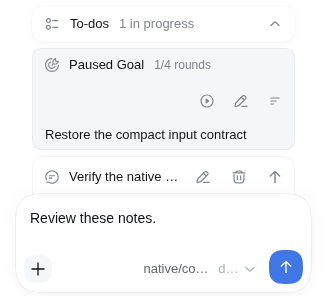 To-dos 1 in progress
Paused Goal 1/4 rounds
Restore the compact input contract
Verify the native ...
Review these notes.
native/co... d...